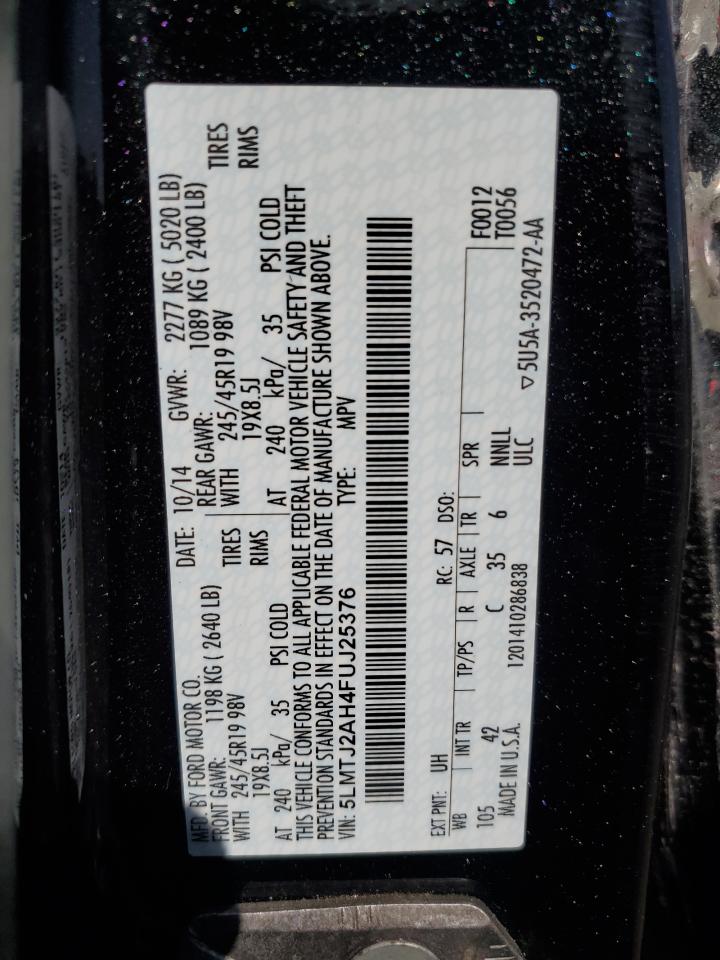 MFD. BY FORD MOTOR CO.
DATE: 10/14 GVWR: 2277 KG ( 5020 LB)
FRONT GAWR: 1198 KG ( 2640 LB) REAR GAWR: 1089 KG ( 2400 LB)
WITH 245/45R19 98V TIRES WITH 245/45R19 98V TIRES
19X8.5J RIMS 19X8.5J RIMS
AT 240 kPa/ 35 PSI COLD AT 240 kPa/ 35 PSI COLD
THIS VEHICLE CONFORMS TO ALL APPLICABLE FEDERAL MOTOR VEHICLE SAFETY AND THEFT
PREVENTION STANDARDS IN EFFECT ON THE DATE OF MANUFACTURE SHOWN ABOVE.
VIN: 5LMTJ2AH4FUJ25376 TYPE: MPV
EXT PNT: UH RC: 57 DSO: F0012
T0056
WB INT TR TP/PS R AXLE TR SPR
105 42 C 35 6 NNLL
MADE IN U.S.A. 1201410286838 ULC ▽5U5A-3520472-AA